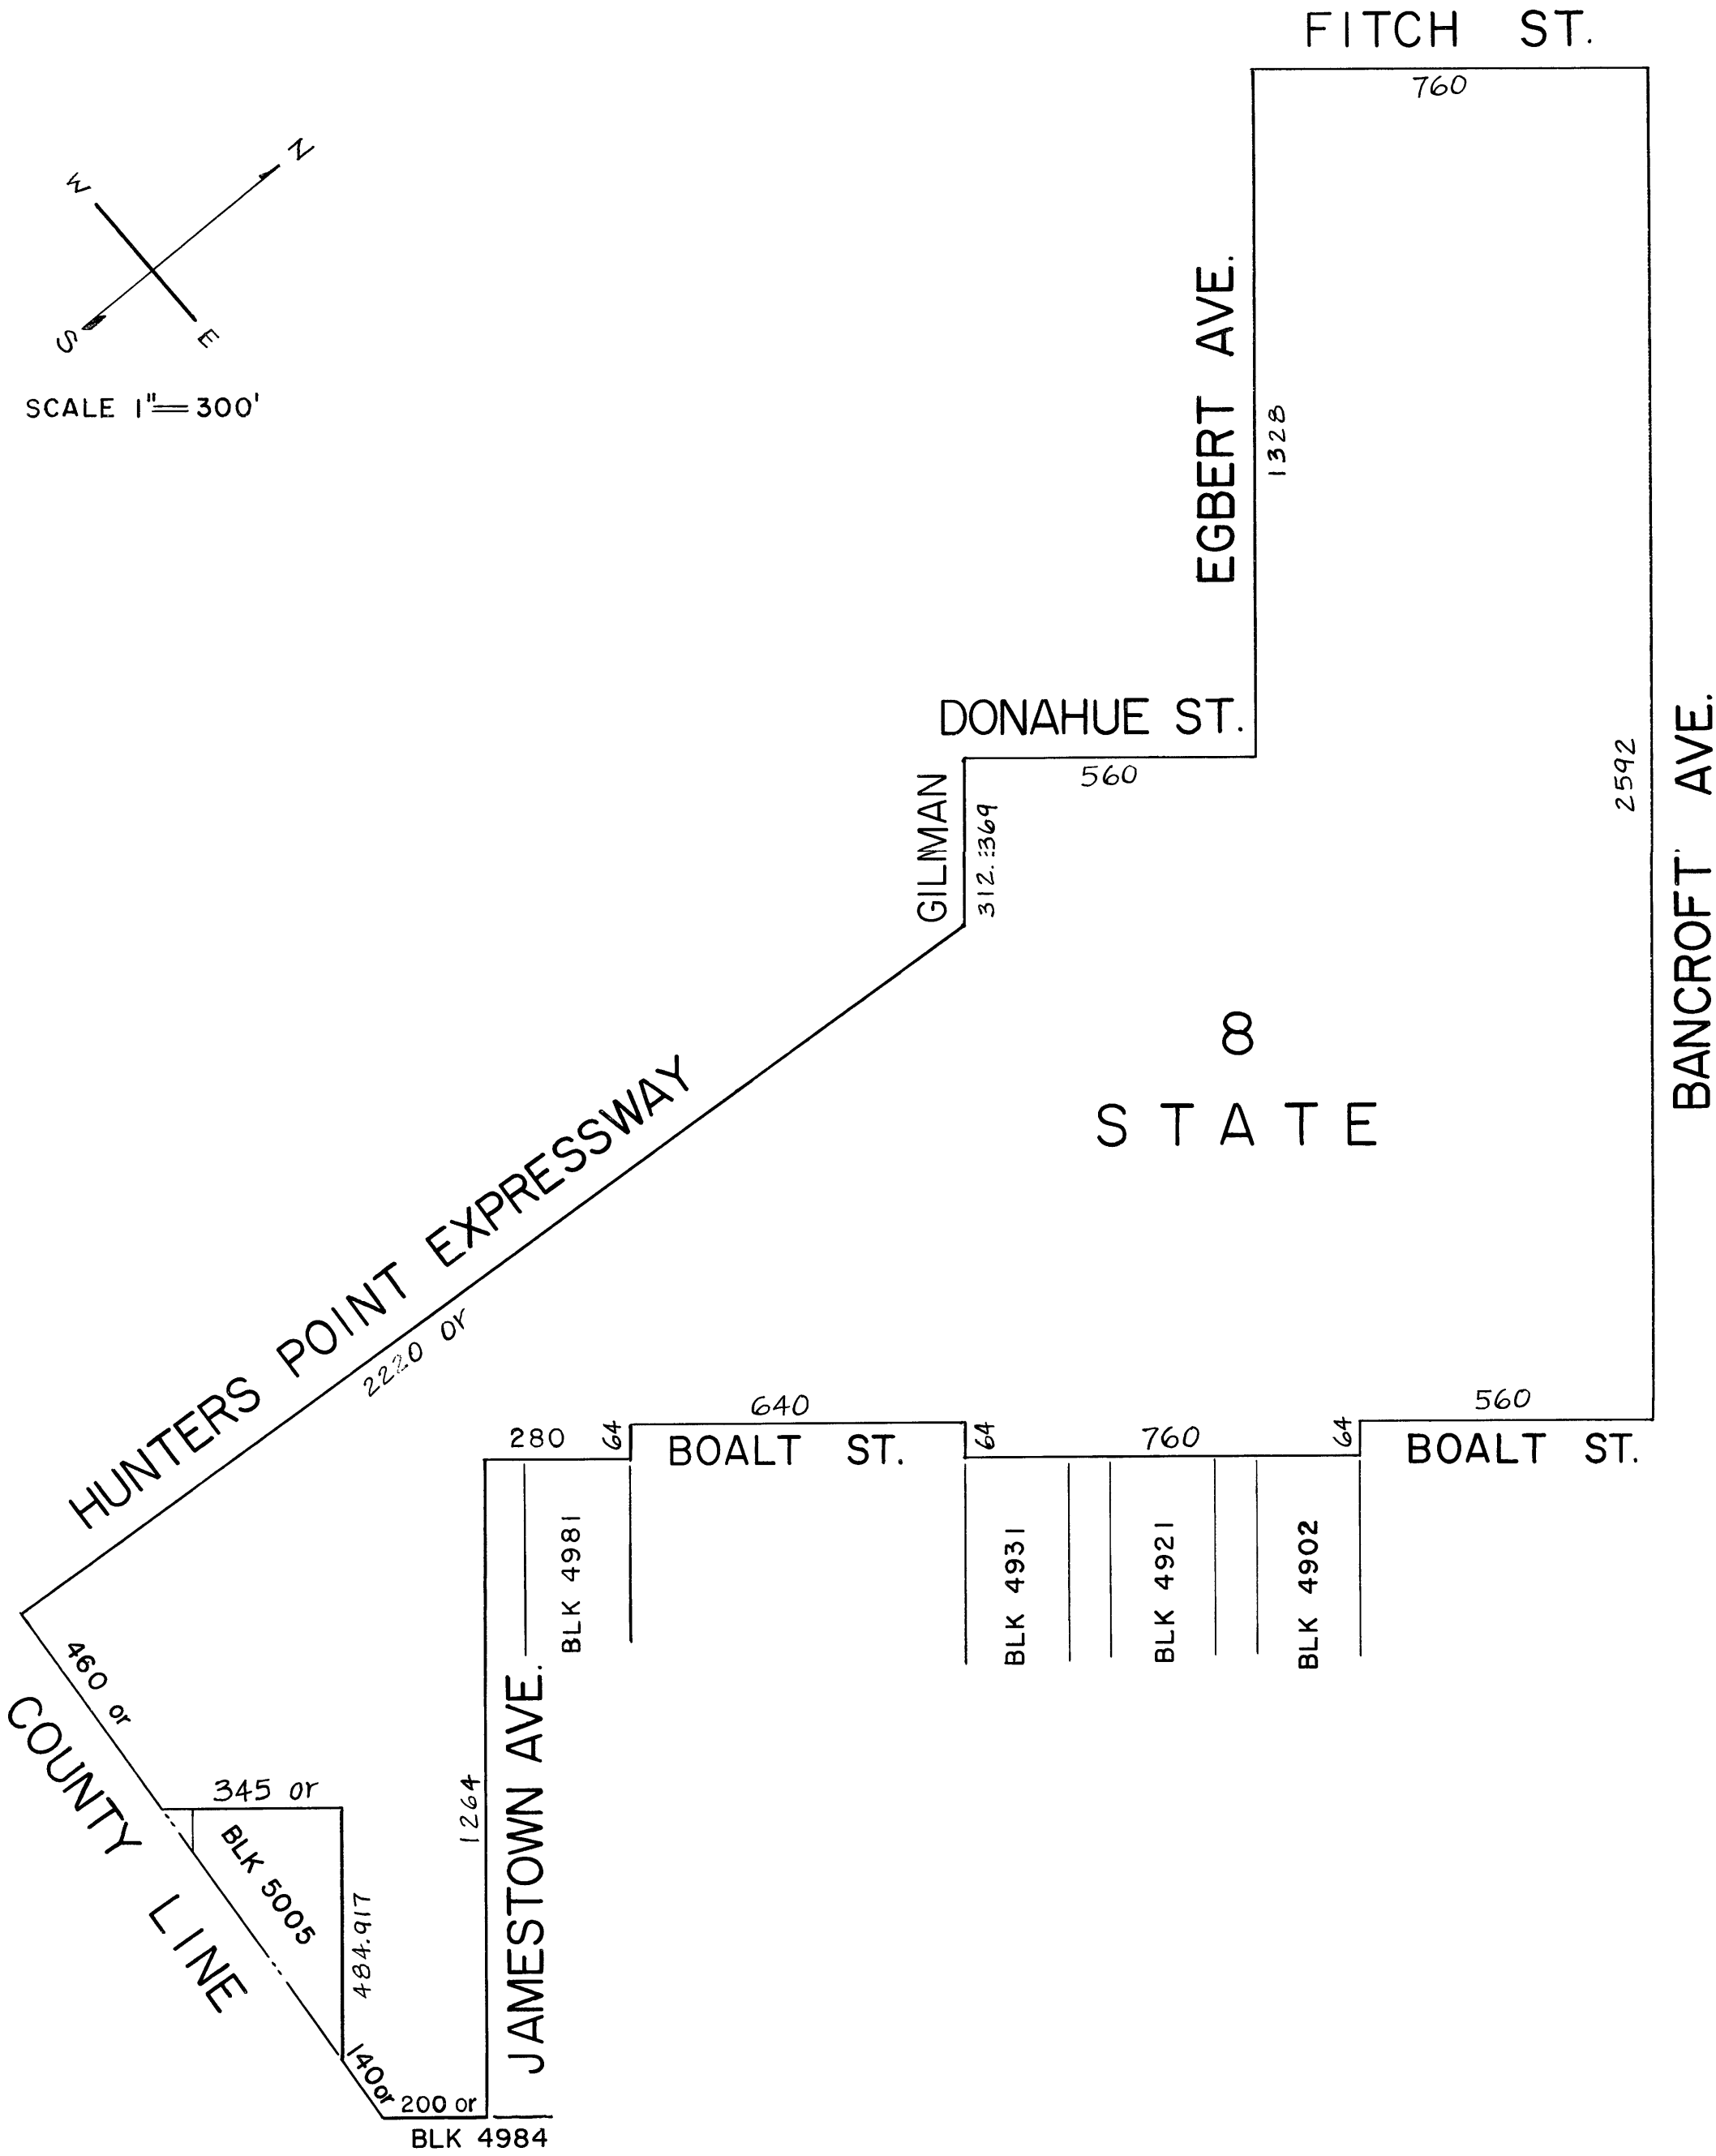 FITCH ST.
760
N
W
S
E
SCALE 1"=300'
EGBERT AVE.
1328
DONAHUE ST.
560
GILMAN
312.369
2592
BANCROFT AVE.
8
STATE
HUNTERS POINT EXPRESSWAY
2220 or
280
64
640
BOALT ST.
64
760
64
560
BOALT ST.
BLK 4981
BLK 4931
BLK 4921
BLK 4902
460 or
COUNTY LINE
345 or
BLK 5005
484.917
1264
JAMESTOWN AVE.
140or
200 or
BLK 4984